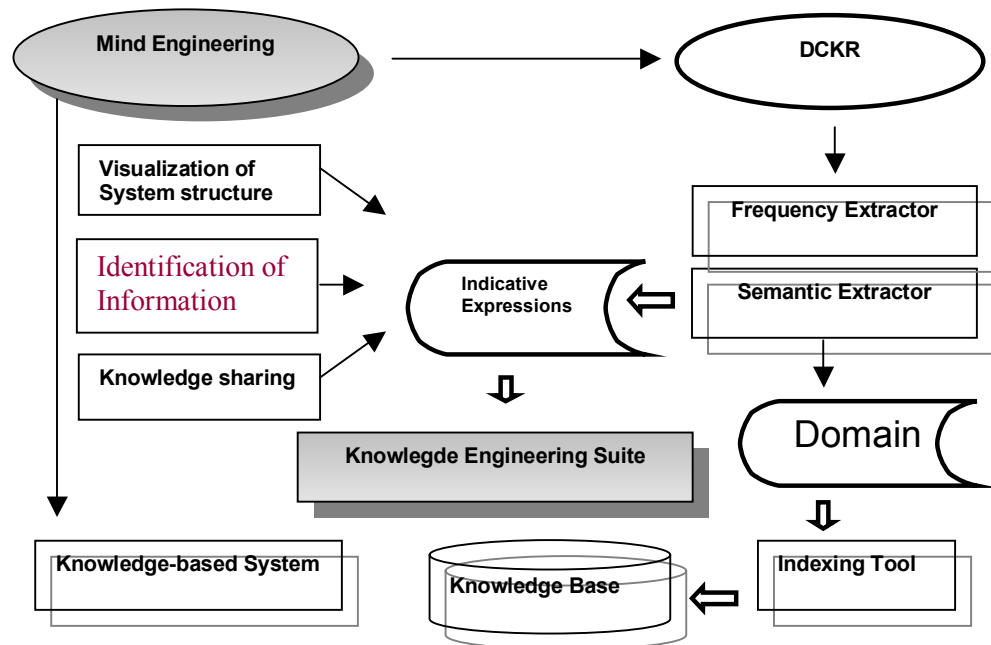 Mind Engineering
DCKR
Visualization of
System structure
Frequency Extractor
Identification of
Information
Indicative
Expressions
Semantic Extractor
Knowledge sharing
Domain
Knowlegde Engineering Suite
Knowledge-based System
Knowledge Base
Indexing Tool